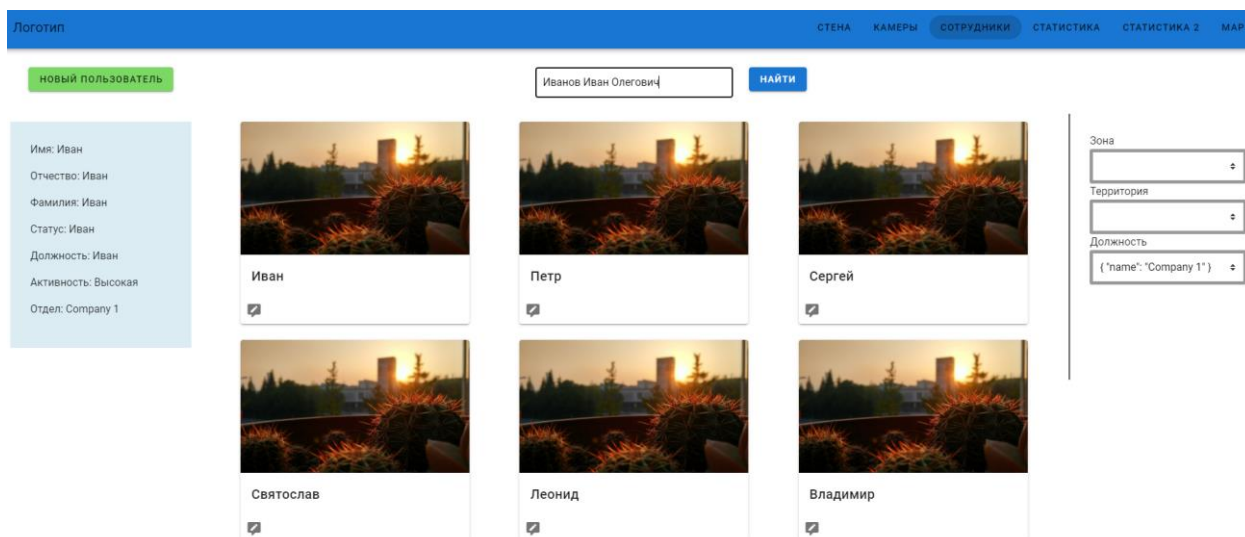 Логотип
СТЕНА КАМЕРЫ СОТРУДНИКИ СТАТИСТИКА СТАТИСТИКА 2 МАР
НОВЫЙ ПОЛЬЗОВАТЕЛЬ
Иванов Иван Олегович
НАЙТИ
Имя: Иван
Отчество: Иван
Фамилия: Иван
Статус: Иван
Должность: Иван
Активность: Высокая
Отдел: Company 1
Иван
Петр
Сергей
Святослав
Леонид
Владимир
Зона
Территория
Должность
{ "name": "Company 1" }